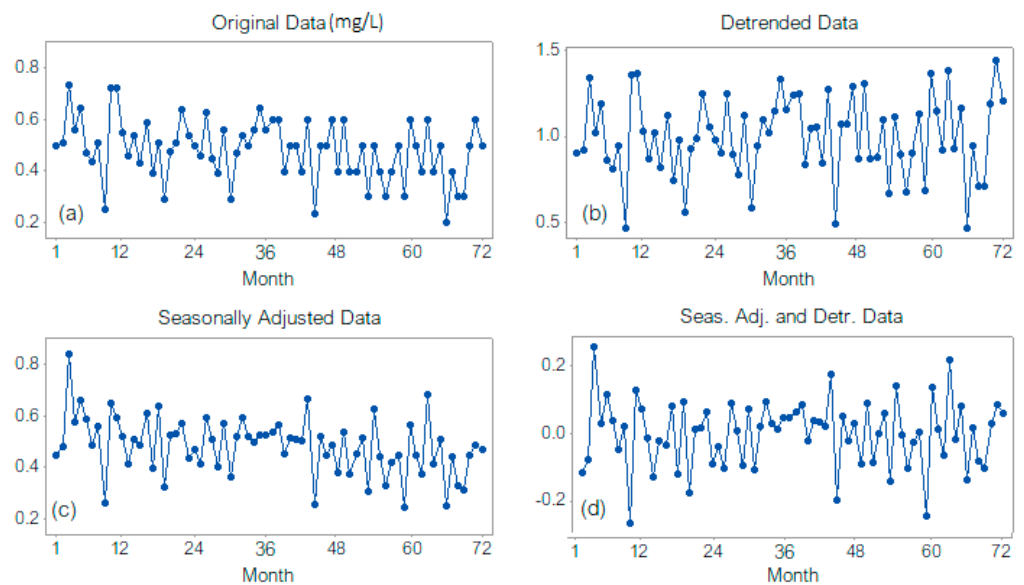 Original Data (mg/L)
0.8
0.6
0.4
0.2
(a)
1 12 24 36 48 60 72
Month
Detrended Data
1.5
1.0
0.5
(b)
1 12 24 36 48 60 72
Month
Seasonally Adjusted Data
0.8
0.6
0.4
0.2
(c)
1 12 24 36 48 60 72
Month
Seas. Adj. and Detr. Data
0.2
0.0
-0.2
(d)
1 12 24 36 48 60 72
Month